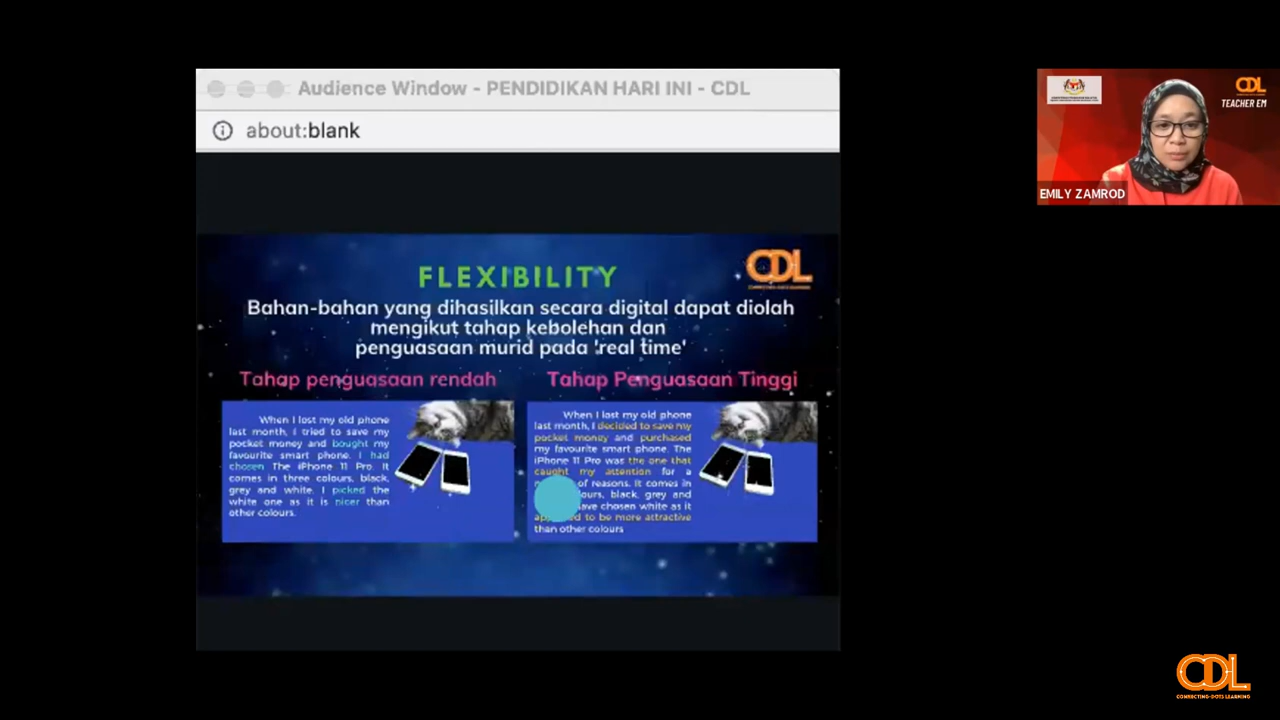 Audience Window - PENDIDIKAN HARI INI - CDL
about:blank
FLEXIBILITY
CDL
CONNECTING-DOTS LEARNING
Bahan-bahan yang dihasilkan secara digital dapat diolah
mengikut tahap kebolehan dan
penguasaan murid pada 'real time'
Tahap penguasaan rendah
When I lost my old phone
last month, I tried to save my
pocket money and bought my
favourite smart phone. I had
chosen The iPhone 11 Pro. It
comes in three colours, black,
grey and white. I picked the
white one as it is nicer than
other colours.
Tahap Penguasaan Tinggi
When I lost my old phone
last month, I decided to save my
pocket money and purchased
my favourite smart phone. The
iPhone 11 Pro was the one that
caught my attention for a
of reasons. It comes in
black, grey and
chosen white as it
to be more attractive
than other colours
CDL
TEACHER EM
EMILY ZAMROD
CDL
CONNECTING-DOTS LEARNING